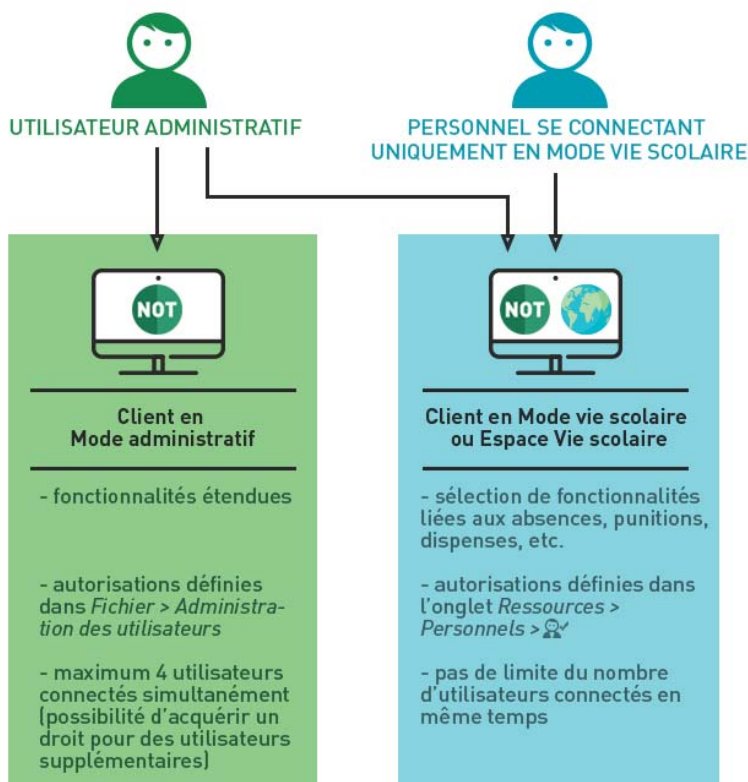 UTILISATEUR ADMINISTRATIF
PERSONNEL SE CONNECTANT
UNIQUEMENT EN MODE VIE SCOLAIRE
NOT
Client en
Mode administratif
- fonctionnalités étendues
- autorisations définies
dans Fichier > Administra-
tion des utilisateurs
- maximum 4 utilisateurs
connectés simultanément
(possibilité d'acquérir un
droit pour des utilisateurs
supplémentaires)
NOT
Client en Mode vie scolaire
ou Espace Vie scolaire
- sélection de fonctionnalités
liées aux absences, punitions,
dispenses, etc.
- autorisations définies dans
l'onglet Ressources >
Personnels >
- pas de limite du nombre
d'utilisateurs connectés en
même temps